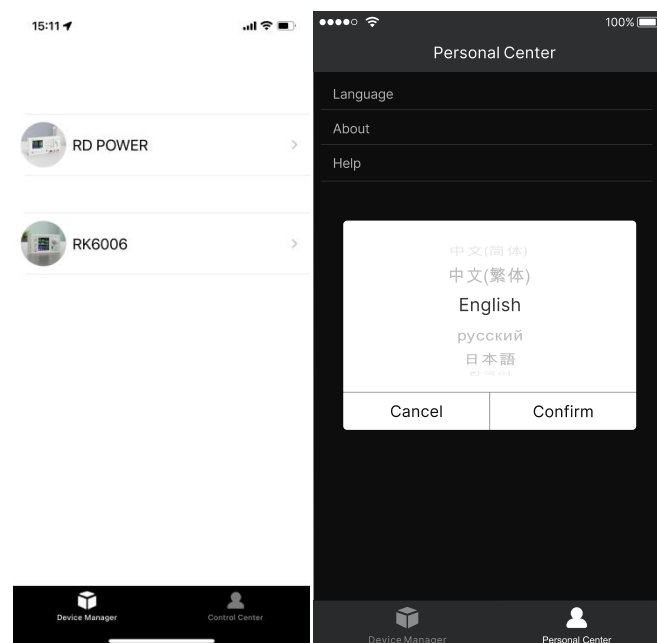 15:11
RD POWER
RK6006
Device Manager
Control Center
100%
Personal Center
Language
About
Help
中文(简体)
中文(繁体)
English
русский
日本語
Cancel
Confirm
Device Manager
Personal Center